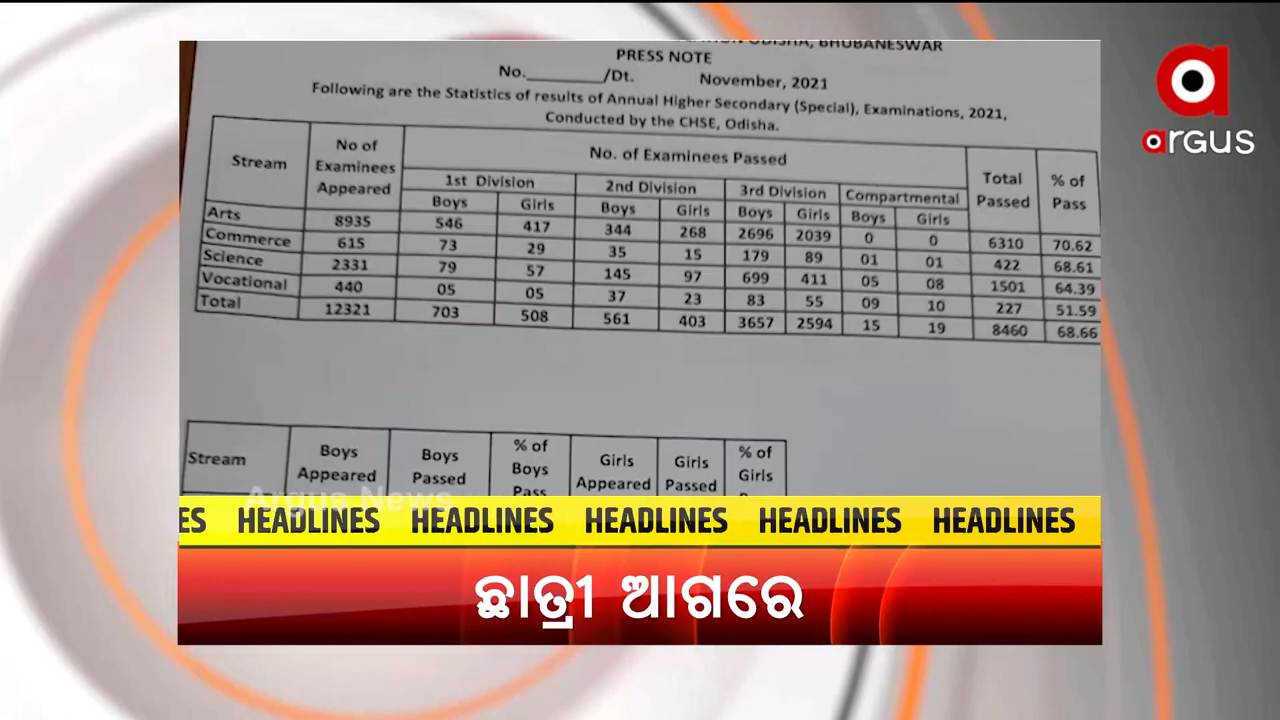 ODISHA, BHUBANESWAR
PRESS NOTE
No.________/Dt. November, 2021
Following are the Statistics of results of Annual Higher Secondary (Special), Examinations, 2021,
Conducted by the CHSE, Odisha.
Stream No of Examinees Appeared No. of Examinees Passed Total Passed % of Pass
1st Division 2nd Division 3rd Division Compartmental
Boys Girls Boys Girls Boys Girls Boys Girls
Arts 8935 546 417 344 268 2696 2039 0 0 6310 70.62
Commerce 615 73 29 35 15 179 89 01 01 422 68.61
Science 2331 79 57 145 97 699 411 05 08 1501 64.39
Vocational 440 05 05 37 23 83 55 09 10 227 51.59
Total 12321 703 508 561 403 3657 2594 15 19 8460 68.66
Stream Boys Appeared Boys Passed % of Boys Pass Girls Appeared Girls Passed % of Girls
Argus News
ES HEADLINES HEADLINES HEADLINES HEADLINES HEADLINES
ଛାତ୍ରୀ ଆଗରେ
a
argus